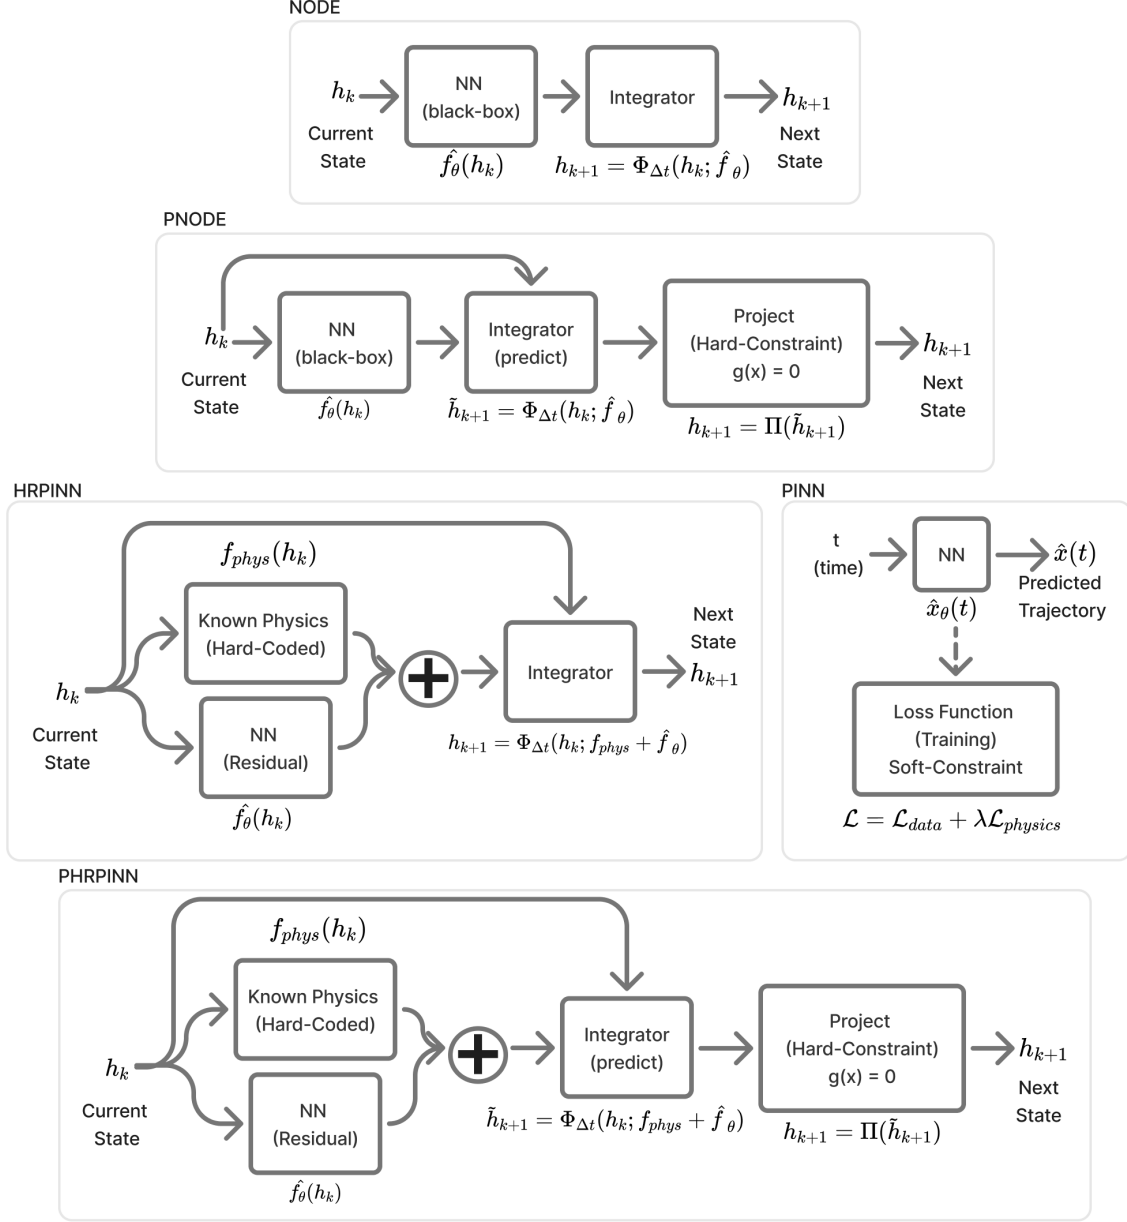 NODE
h_k
Current
State
NN
(black-box)
\hat{f}_θ(h_k)
Integrator
h_{k+1} = Φ_{Δt}(h_k; \hat{f}_θ)
h_{k+1}
Next
State
PNODE
h_k
Current
State
NN
(black-box)
\hat{f}_θ(h_k)
Integrator
(predict)
\tilde{h}_{k+1} = Φ_{Δt}(h_k; \hat{f}_θ)
Project
(Hard-Constraint)
g(x) = 0
h_{k+1} = Π(\tilde{h}_{k+1})
h_{k+1}
Next
State
HRPINN
h_k
Current
State
f_{phys}(h_k)
Known Physics
(Hard-Coded)
NN
(Residual)
\hat{f}_θ(h_k)
+
Integrator
h_{k+1} = Φ_{Δt}(h_k; f_{phys} + \hat{f}_θ)
Next
State
h_{k+1}
PINN
t
(time)
NN
\hat{x}_θ(t)
\hat{x}(t)
Predicted
Trajectory
Loss Function
(Training)
Soft-Constraint
ℒ = ℒ_{data} + λℒ_{physics}
PHRPINN
h_k
Current
State
f_{phys}(h_k)
Known Physics
(Hard-Coded)
NN
(Residual)
\hat{f}_θ(h_k)
+
Integrator
(predict)
\tilde{h}_{k+1} = Φ_{Δt}(h_k; f_{phys} + \hat{f}_θ)
Project
(Hard-Constraint)
g(x) = 0
h_{k+1} = Π(\tilde{h}_{k+1})
h_{k+1}
Next
State